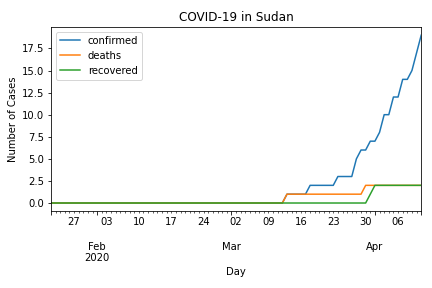 COVID-19 in Sudan
confirmed
deaths
recovered
17.5
15.0
12.5
10.0
7.5
5.0
2.5
0.0
Number of Cases
27 03 10 17 24 02 09 16 23 30 06
Feb Mar Apr
2020
Day